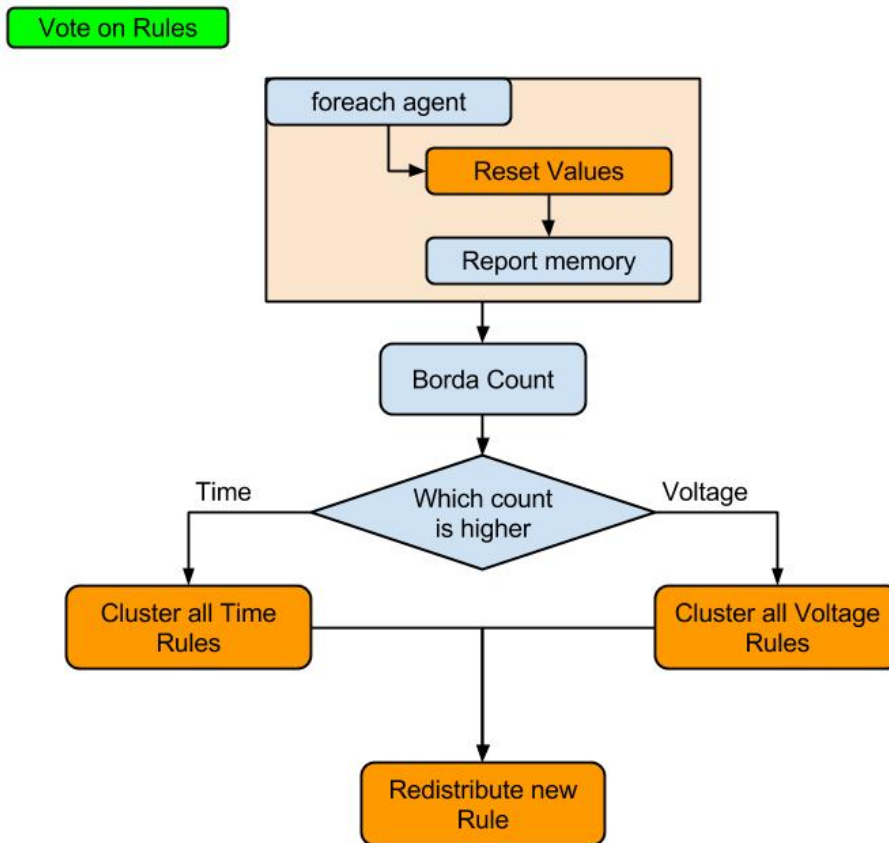 Vote on Rules
foreach agent
Reset Values
Report memory
Borda Count
Which count
is higher
Time
Voltage
Cluster all Time
Rules
Cluster all Voltage
Rules
Redistribute new
Rule